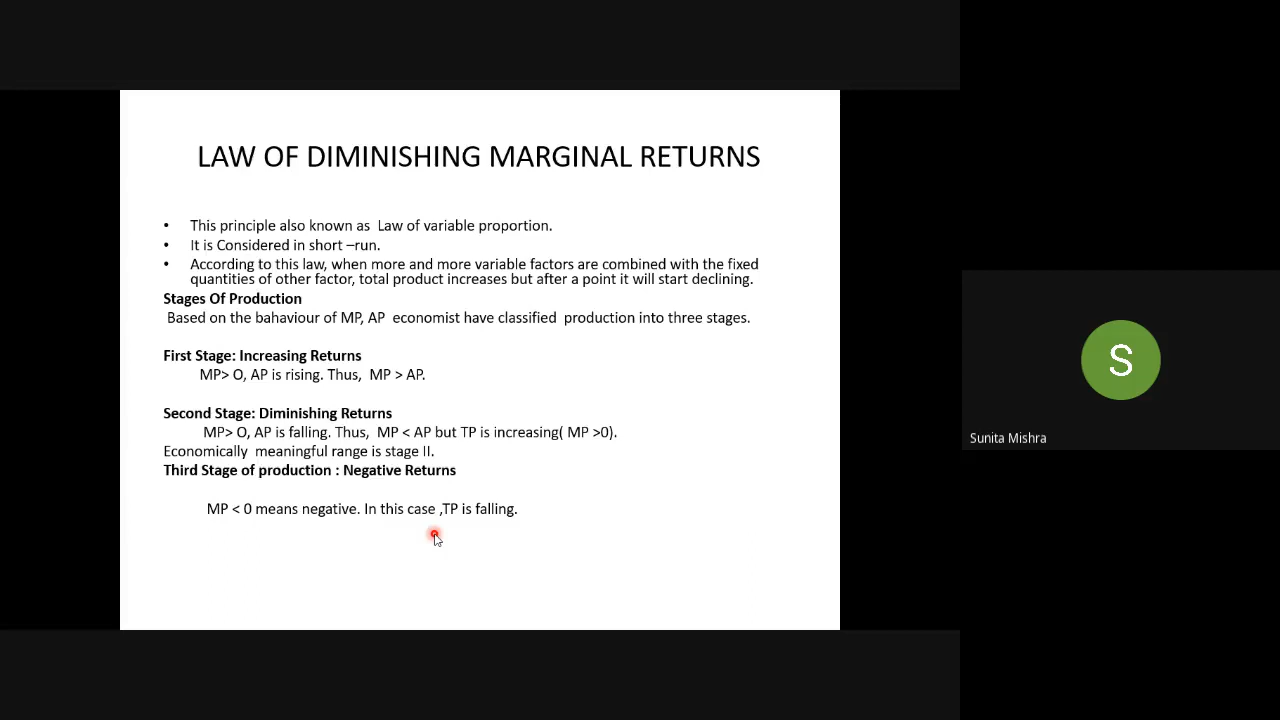 LAW OF DIMINISHING MARGINAL RETURNS
• This principle also known as Law of variable proportion.
• It is Considered in short –run.
• According to this law, when more and more variable factors are combined with the fixed
quantities of other factor, total product increases but after a point it will start declining.
Stages Of Production
Based on the bahaviour of MP, AP economist have classified production into three stages.
First Stage: Increasing Returns
MP> O, AP is rising. Thus, MP > AP.
Second Stage: Diminishing Returns
MP> O, AP is falling. Thus, MP < AP but TP is increasing( MP >0).
Economically meaningful range is stage II.
Third Stage of production : Negative Returns
MP < 0 means negative. In this case ,TP is falling.
S
Sunita Mishra